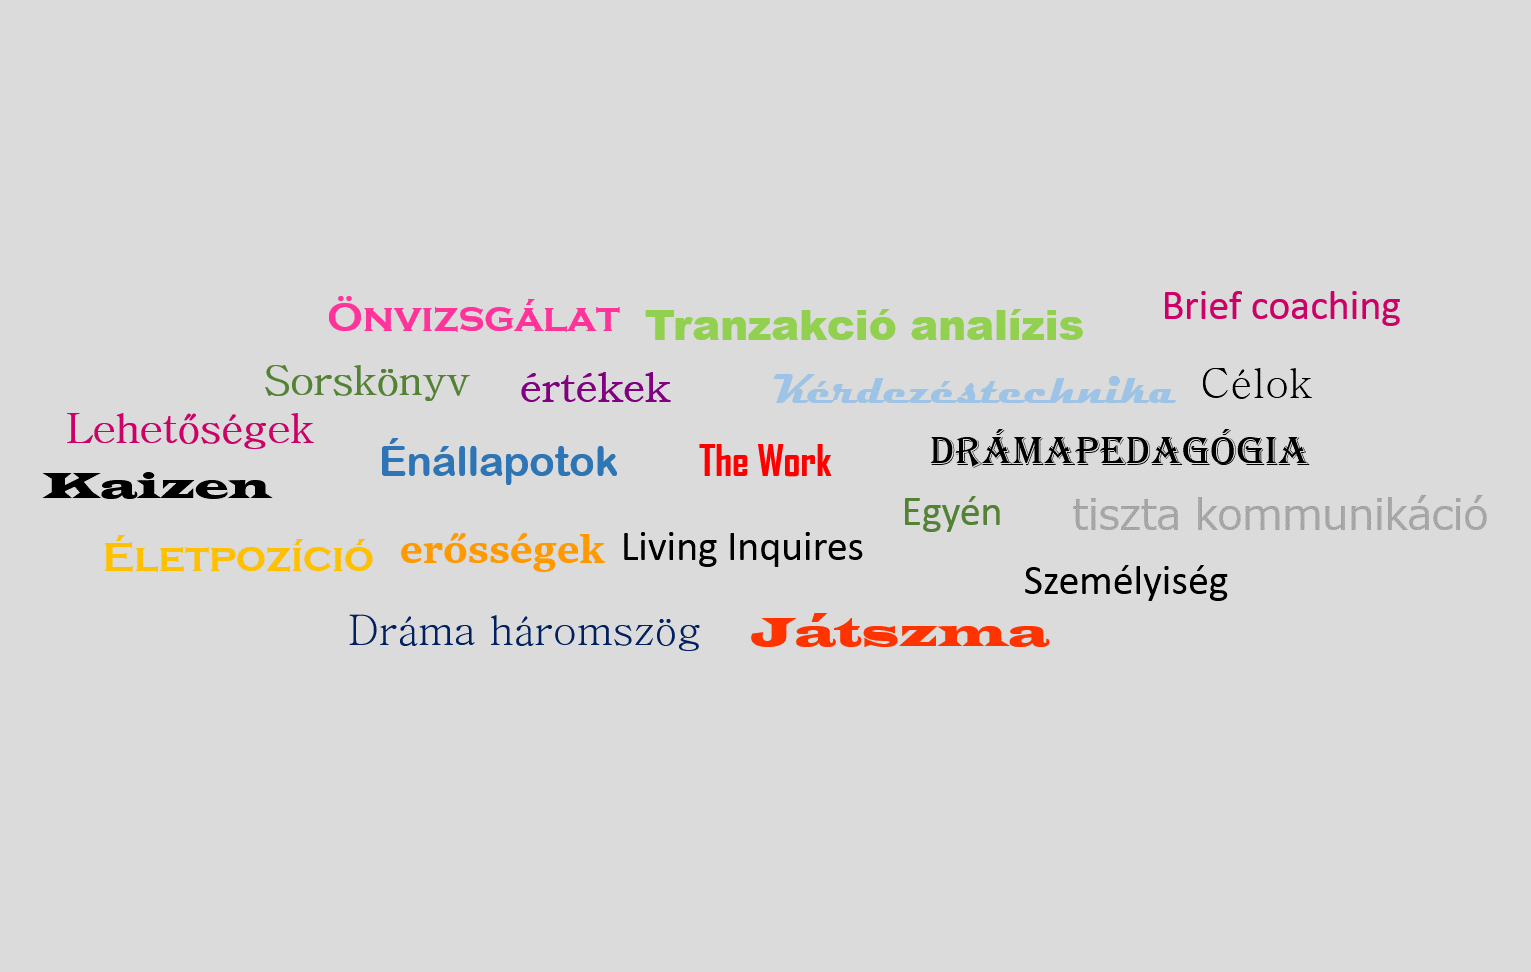 Önvizsgálat Tranzakció analízis Brief coaching
Sorskönyv értékek Kérdezéstechnika Célok
Lehetőségek Énállapotok The Work DRÁMAPEDAGÓGIA
Kaizen Egyén tiszta kommunikáció
Életpozíció erősségek Living Inquires Személyiség
Dráma háromszög Játszma